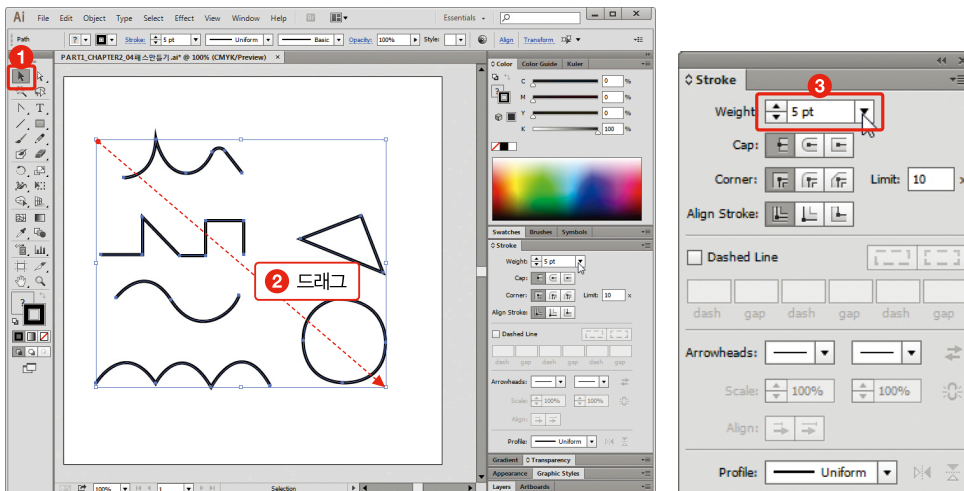 Ai File Edit Object Type Select Effect View Window Help Essentials
Path ? Stroke: 5 pt Uniform Basic Opacity: 100% Style: Align Transform
1
PART1_CHAPTER2_04패스만들기.ai* @ 100% (CMYK/Preview) ×
2 드래그
100% 1 Selection
Color Color Guide Kuler
? C 0 %
M 0 %
Y 0 %
K 100 %
Swatches Brushes Symbols
Stroke
Weight: 5 pt
Cap:
Corner: Limit: 10 x
Align Stroke:
Dashed Line
dash gap dash gap dash gap
Arrowheads:
Scale: 100% 100%
Align:
Profile: Uniform
Gradient Transparency
Appearance Graphic Styles
Layers Artboards
Stroke
3
Weight: 5 pt
Cap:
Corner: Limit: 10 x
Align Stroke:
Dashed Line
dash gap dash gap dash gap
Arrowheads:
Scale: 100% 100%
Align:
Profile: Uniform